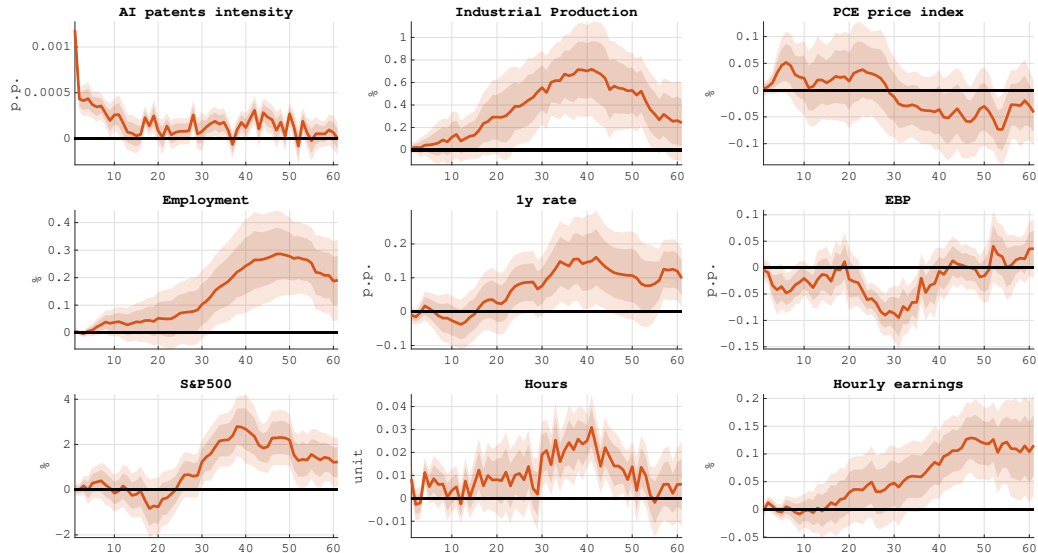 AI patents intensity
p.p.
0.001
0.0005
0
10 20 30 40 50 60
Industrial Production
%
1
0.8
0.6
0.4
0.2
0
10 20 30 40 50 60
PCE price index
%
0.1
0.05
0
-0.05
-0.1
10 20 30 40 50 60
Employment
%
0.4
0.3
0.2
0.1
0
10 20 30 40 50 60
1y rate
p.p.
0.2
0.1
0
-0.1
10 20 30 40 50 60
EBP
p.p.
0.1
0.05
0
-0.05
-0.1
-0.15
10 20 30 40 50 60
S&P500
%
4
2
0
-2
10 20 30 40 50 60
Hours
unit
0.04
0.03
0.02
0.01
0
-0.01
10 20 30 40 50 60
Hourly earnings
%
0.2
0.15
0.1
0.05
0
-0.05
10 20 30 40 50 60